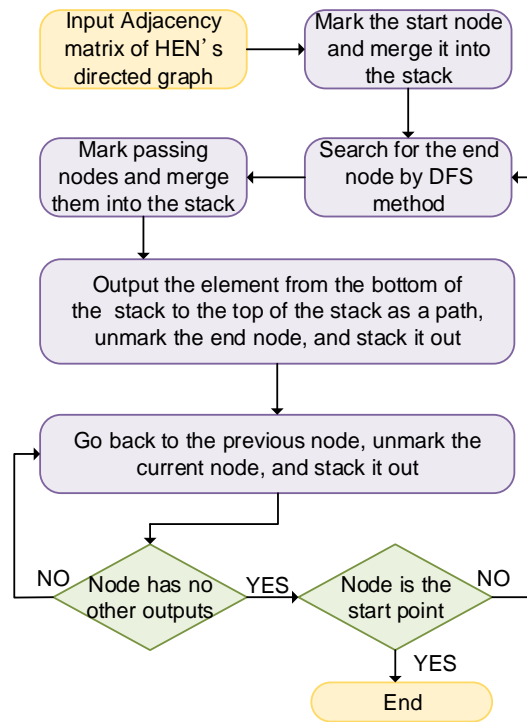 Input Adjacency
matrix of HEN’s
directed graph
Mark the start node
and merge it into
the stack
Mark passing
nodes and merge
them into the stack
Search for the end
node by DFS
method
Output the element from the bottom of
the stack to the top of the stack as a path,
unmark the end node, and stack it out
Go back to the previous node, unmark the
current node, and stack it out
NO
Node has no
other outputs
YES
Node is the
start point
NO
YES
End